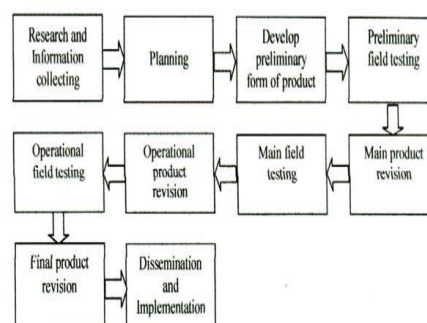 Research and
Information
collecting
Planning
Develop
preliminary
form of product
Preliminary
field testing
Main product
revision
Main field
testing
Operational
product
revision
Operational
field testing
Final product
revision
Dissemination
and
Implementation